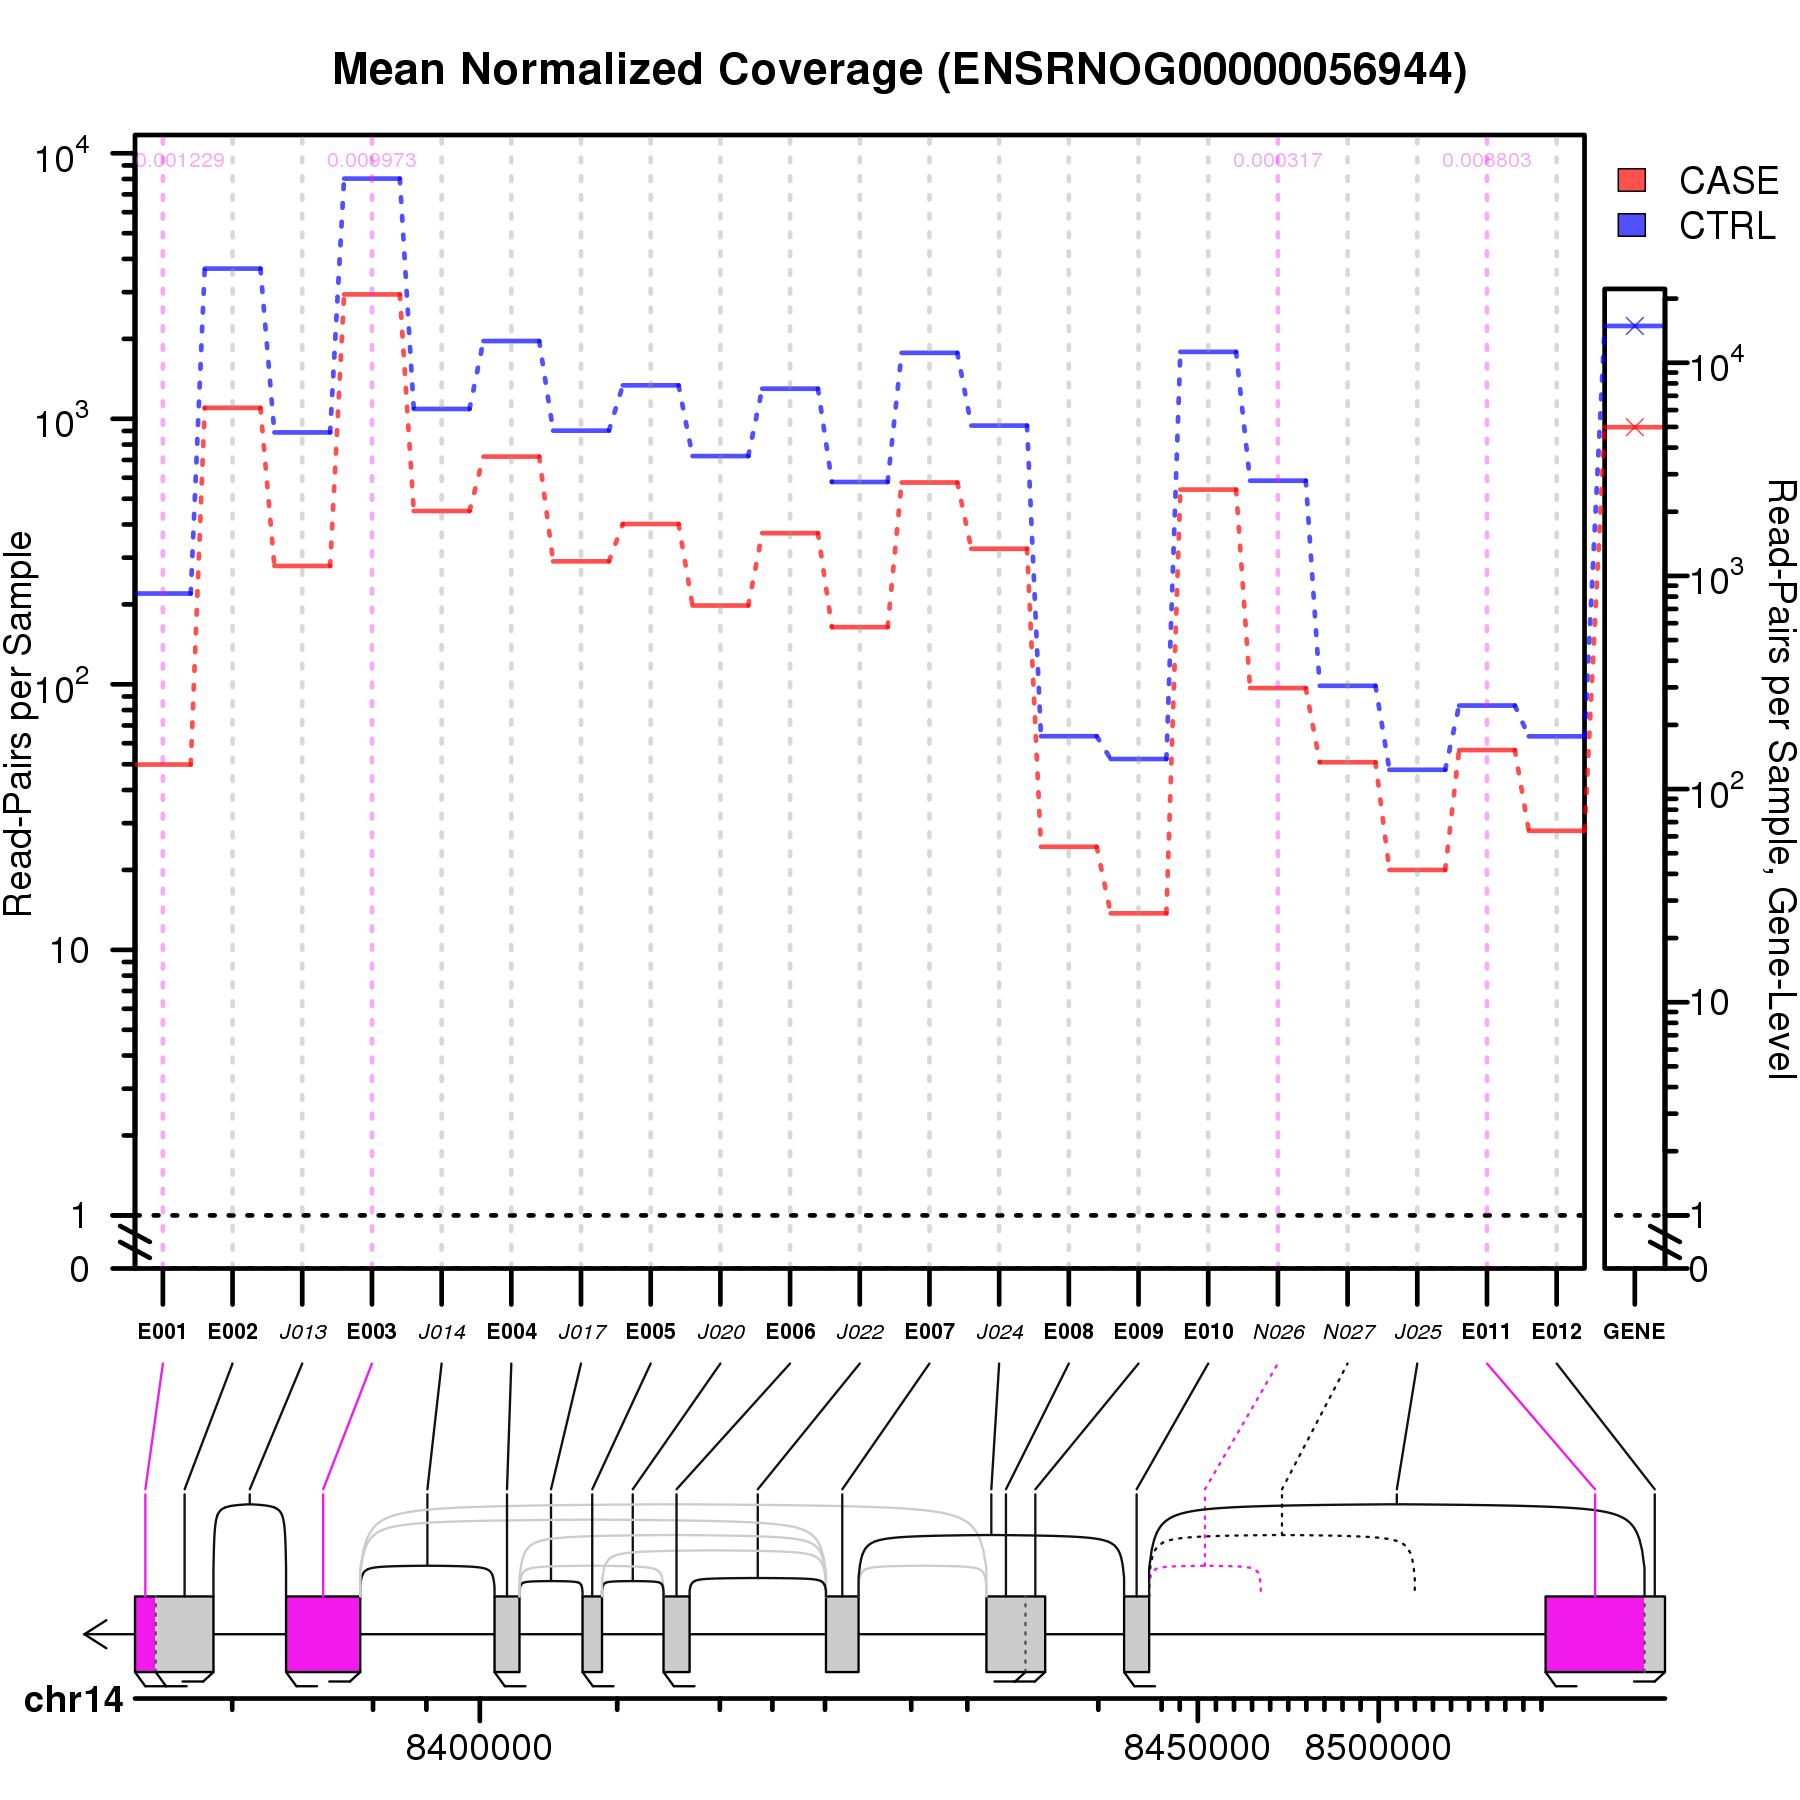 Mean Normalized Coverage (ENSRNOG00000056944)
0.001229 0.009973 0.000317 0.008803
CASE
CTRL
Read-Pairs per Sample
10^4
10^3
10^2
10
1
0
Read-Pairs per Sample, Gene-Level
10^4
10^3
10^2
10
1
0
E001 E002 J013 E003 J014 E004 J017 E005 J020 E006 J022 E007 J024 E008 E009 E010 N026 N027 J025 E011 E012 GENE
chr14
8400000 8450000 8500000